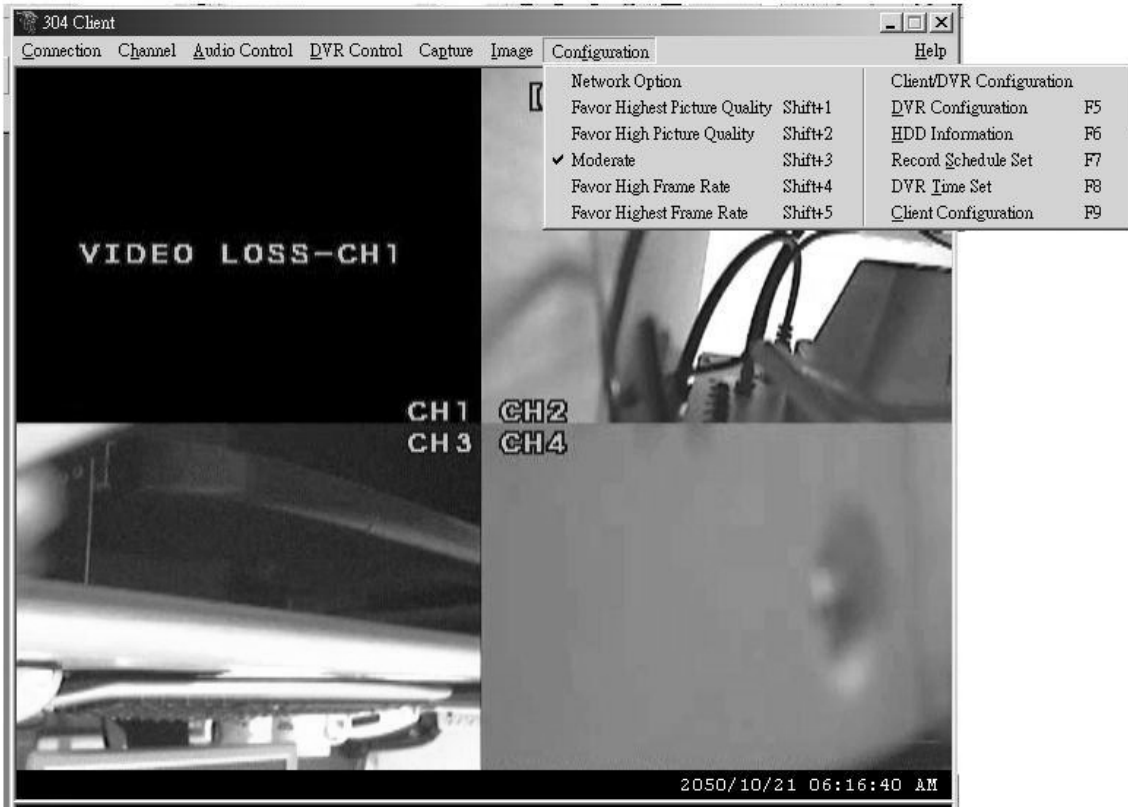 304 Client
Connection Channel Audio Control DVR Control Capture Image Configuration Help
Network Option
Favor Highest Picture Quality Shift+1
Favor High Picture Quality Shift+2
✔ Moderate Shift+3
Favor High Frame Rate Shift+4
Favor Highest Frame Rate Shift+5
Client/DVR Configuration
DVR Configuration F5
HDD Information F6
Record Schedule Set F7
DVR Time Set F8
Client Configuration F9
VIDEO LOSS-CH1
CH1 CH2
CH3 CH4
2050/10/21 06:16:40 AM